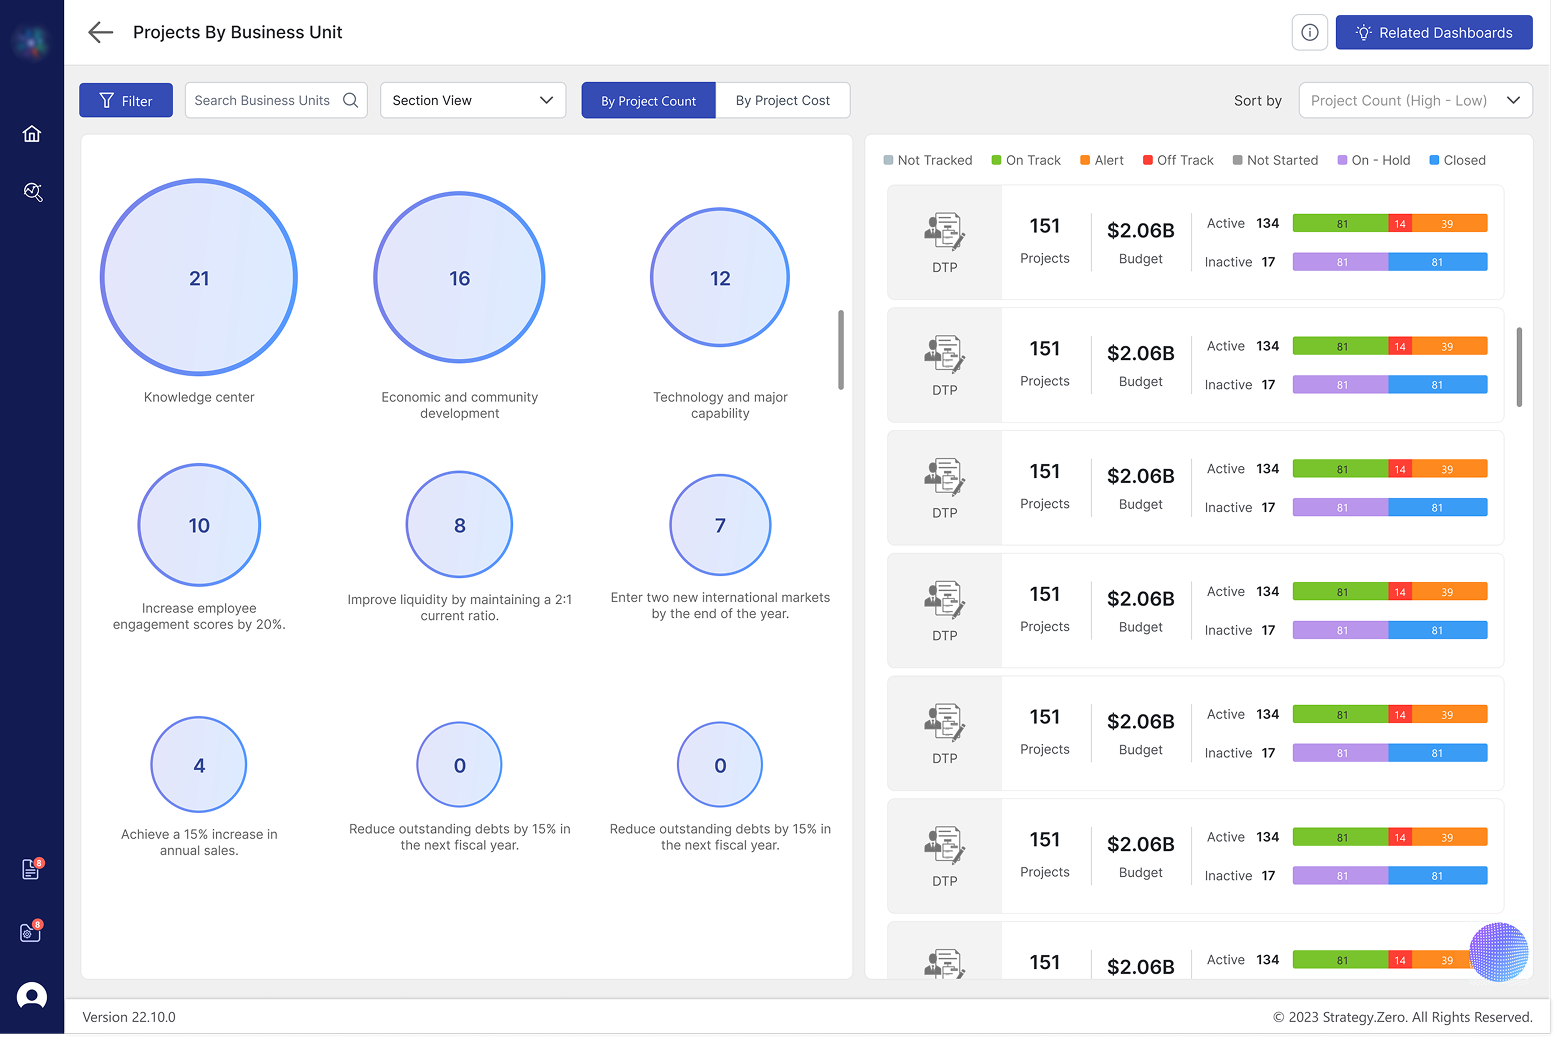 Projects By Business Unit
Related Dashboards
Filter
Search Business Units
Section View
By Project Count
By Project Cost
Sort by
Project Count (High - Low)
21
Knowledge center
16
Economic and community
development
12
Technology and major
capability
10
Increase employee
engagement scores by 20%.
8
Improve liquidity by maintaining a 2:1
current ratio.
7
Enter two new international markets
by the end of the year.
4
Achieve a 15% increase in
annual sales.
0
Reduce outstanding debts by 15% in
the next fiscal year.
0
Reduce outstanding debts by 15% in
the next fiscal year.
Not Tracked
On Track
Alert
Off Track
Not Started
On - Hold
Closed
DTP
151
Projects
$2.06B
Budget
Active 134
81 14 39
Inactive 17
81 81
DTP
151
Projects
$2.06B
Budget
Active 134
81 14 39
Inactive 17
81 81
DTP
151
Projects
$2.06B
Budget
Active 134
81 14 39
Inactive 17
81 81
DTP
151
Projects
$2.06B
Budget
Active 134
81 14 39
Inactive 17
81 81
DTP
151
Projects
$2.06B
Budget
Active 134
81 14 39
Inactive 17
81 81
DTP
151
Projects
$2.06B
Budget
Active 134
81 14 39
Inactive 17
81 81
151
$2.06B
Active 134
81 14 39
8
8
Version 22.10.0
© 2023 Strategy.Zero. All Rights Reserved.